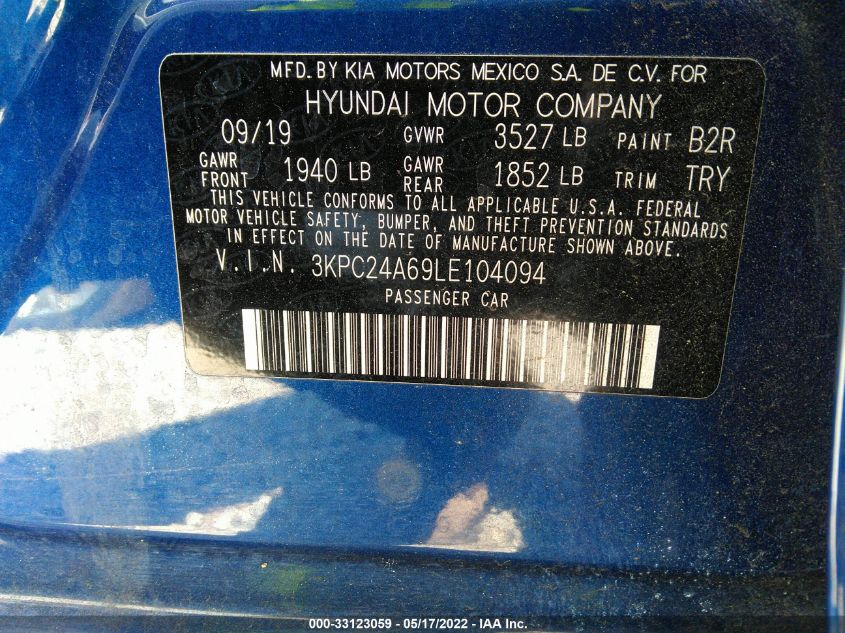 MFD. BY KIA MOTORS MEXICO S.A. DE C.V. FOR
HYUNDAI MOTOR COMPANY
09/19 GVWR 3527 LB PAINT B2R
GAWR FRONT 1940 LB GAWR REAR 1852 LB TRIM TRY
THIS VEHICLE CONFORMS TO ALL APPLICABLE U.S.A. FEDERAL
MOTOR VEHICLE SAFETY, BUMPER, AND THEFT PREVENTION STANDARDS
IN EFFECT ON THE DATE OF MANUFACTURE SHOWN ABOVE.
V.I.N. 3KPC24A69LE104094
PASSENGER CAR
000-33123059 - 05/17/2022 - IAA Inc.